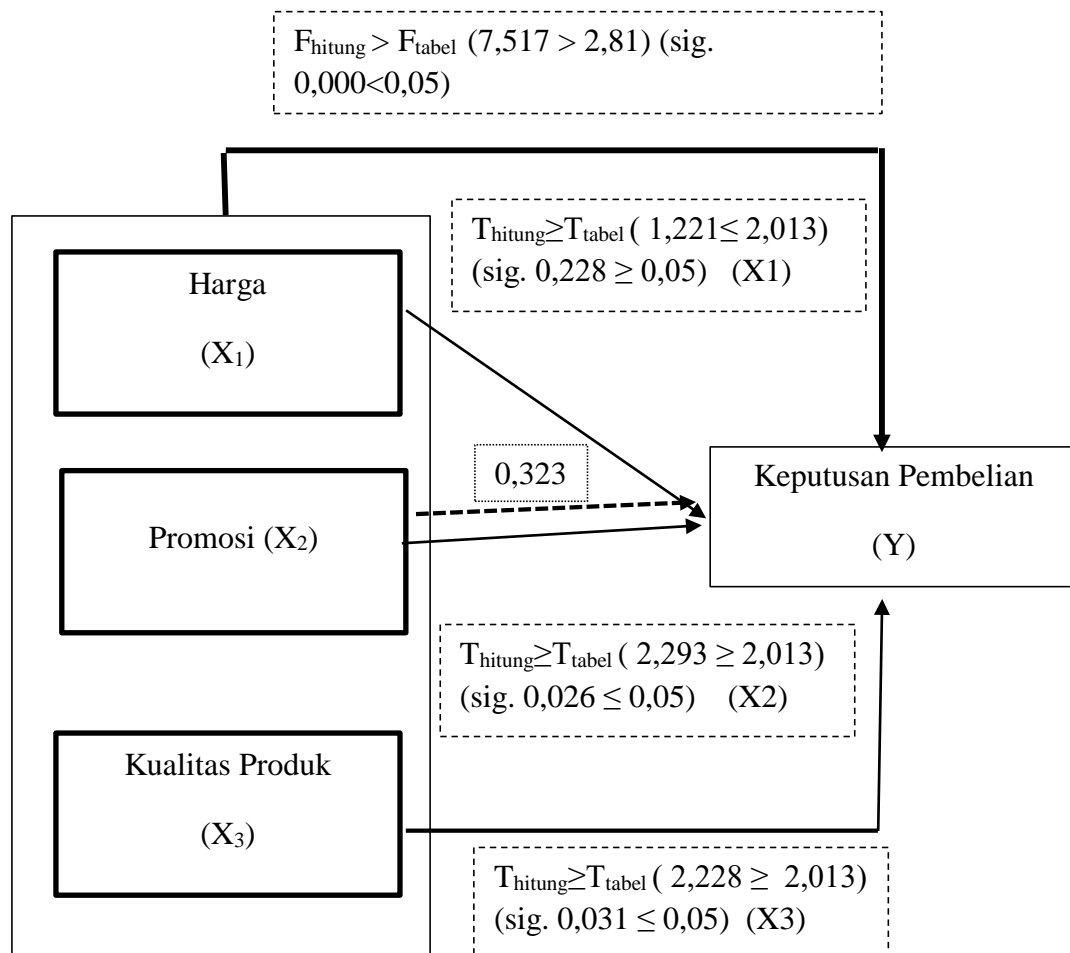 Fhitung > Ftabel (7,517 > 2,81) (sig.
0,000<0,05)
Thitung≥Ttabel ( 1,221≤ 2,013)
(sig. 0,228 ≥ 0,05) (X1)
Harga
(X1)
0,323
Promosi (X2)
Keputusan Pembelian
(Y)
Thitung≥Ttabel ( 2,293 ≥ 2,013)
(sig. 0,026 ≤ 0,05) (X2)
Kualitas Produk
(X3)
Thitung≥Ttabel ( 2,228 ≥ 2,013)
(sig. 0,031 ≤ 0,05) (X3)